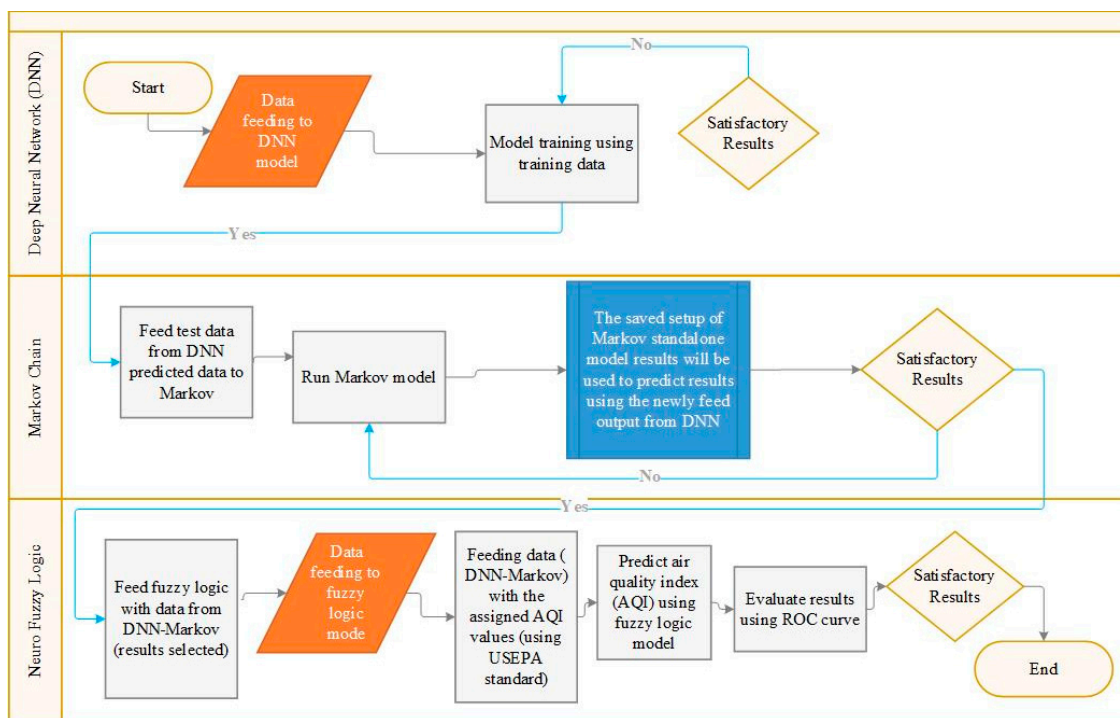 Deep Neural Network (DNN)
Start
Data
feeding to
DNN
model
Model training using
training data
No
Satisfactory
Results
Yes
Markov Chain
Feed test data
from DNN
predicted data to
Markov
Run Markov model
The saved setup of
Markov standalone
model results will be
used to predict results
using the newly feed
output from DNN
Satisfactory
Results
No
Yes
Neuro Fuzzy Logic
Feed fuzzy logic
with data from
DNN-Markov
(results selected)
Data
feeding to
fuzzy
logic
mode
Feeding data (
DNN-Markov)
with the
assigned AQI
values (using
USEPA
standard)
Predict air
quality index
(AQI) using
fuzzy logic
model
Evaluate results
using ROC curve
Satisfactory
Results
End